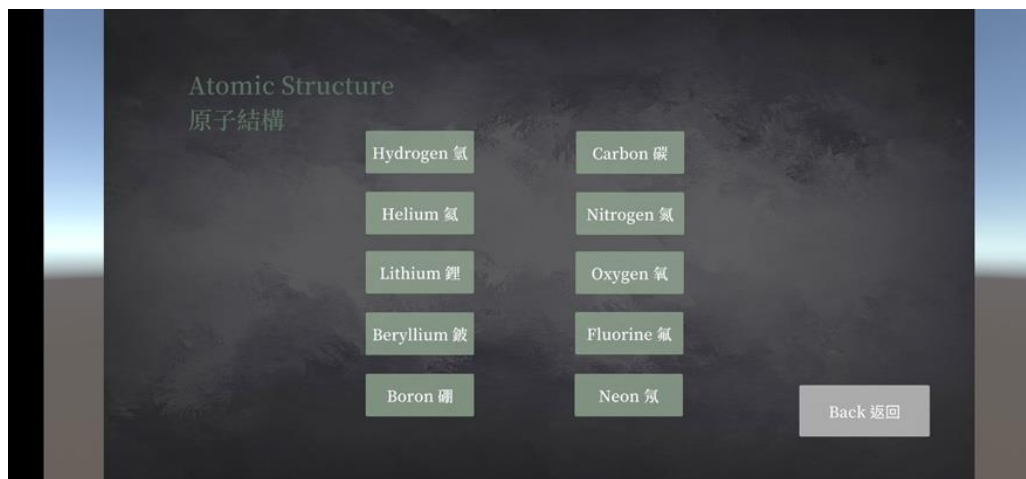 Atomic Structure
原子結構
Hydrogen 氫
Carbon 碳
Helium 氦
Nitrogen 氮
Lithium 鋰
Oxygen 氧
Beryllium 鈹
Fluorine 氟
Boron 硼
Neon 氖
Back 返回